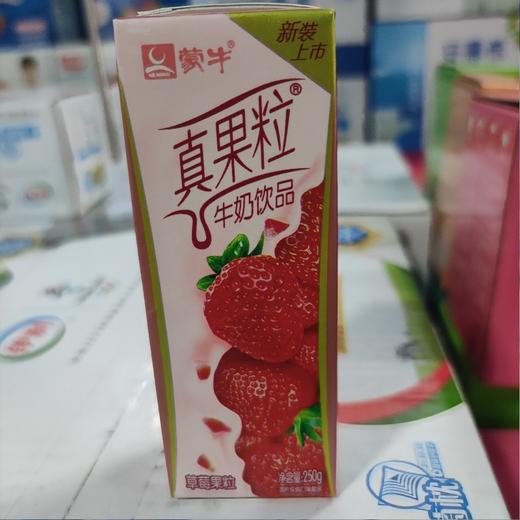 新装
上市
蒙牛®
MENGNIU
真果粒®
牛奶饮品
草莓果粒
净含量:250g